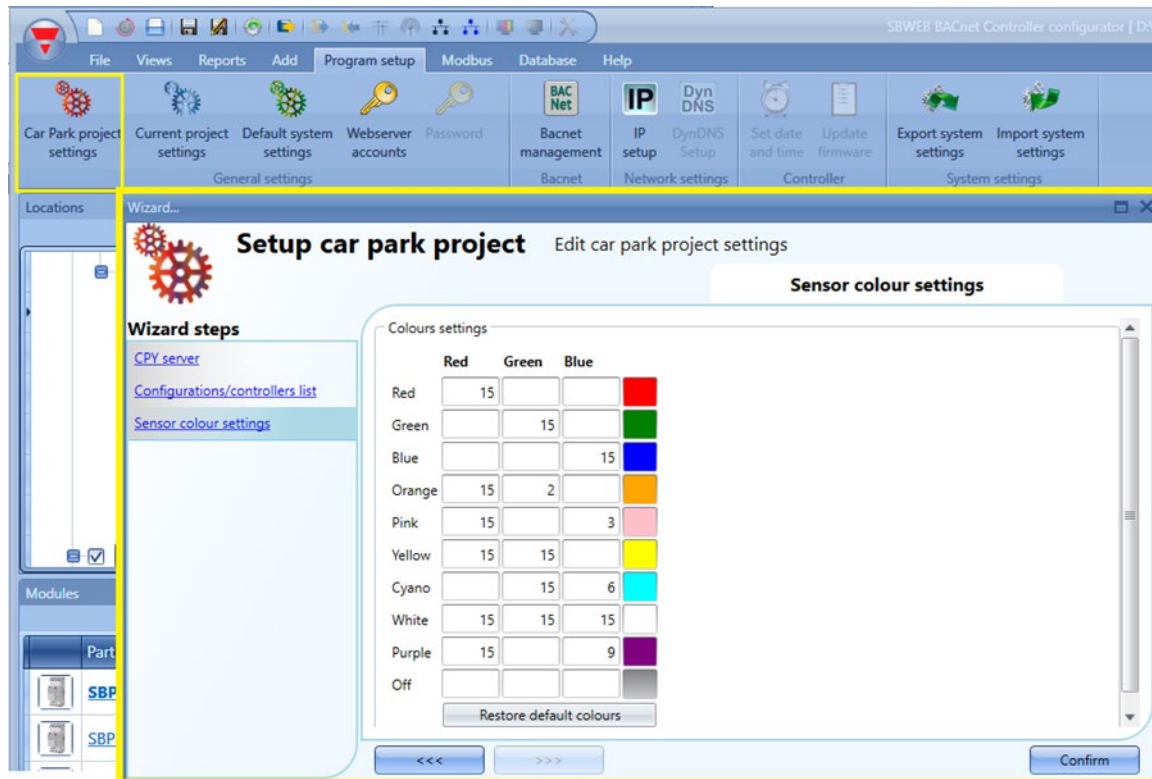 SBWEB BACnet Controller configurator [ D:\
File Views Reports Add Program setup Modbus Database Help
BAC IP Dyn
Net DNS
Car Park project Current project Default system Webserver Password Bacnet IP DynDNS Set date Update Export system Import system
settings settings settings accounts management setup Setup and time firmware settings settings
General settings Bacnet Network settings Controller System settings
Locations Wizard...
Setup car park project Edit car park project settings
Sensor colour settings
Wizard steps
CPY server
Configurations/controllers list
Sensor colour settings
Colours settings
Red Green Blue
Red 15
Green 15
Blue 15
Orange 15 2
Pink 15 3
Yellow 15 15
Cyano 15 6
White 15 15 15
Purple 15 9
Off
Restore default colours
Modules
Part
SBP
SBP
<<< >>> Confirm